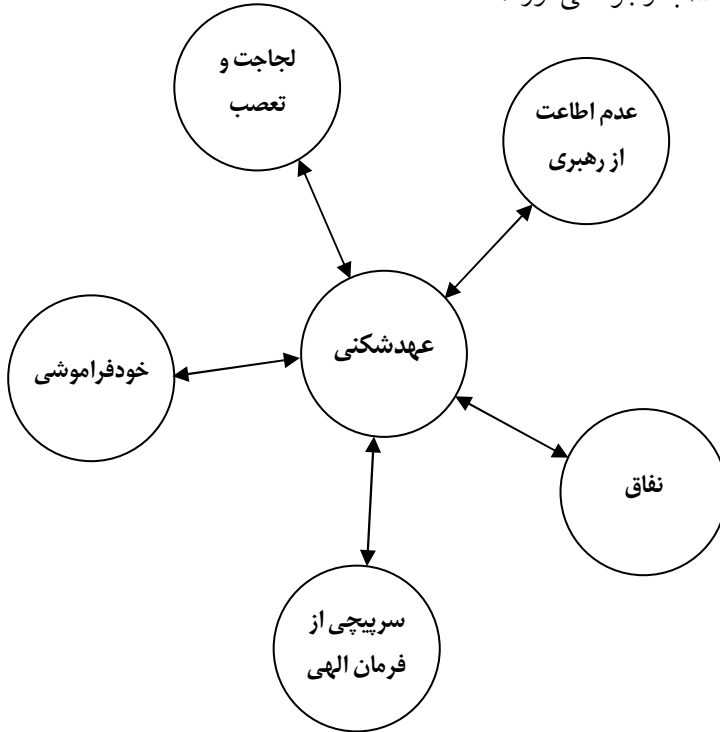 لجاجت و
تعصب
عدم اطاعت
از رهبری
عهدشکنی
خودفراموشی
نفاق
سرپیچی از
فرمان الهی